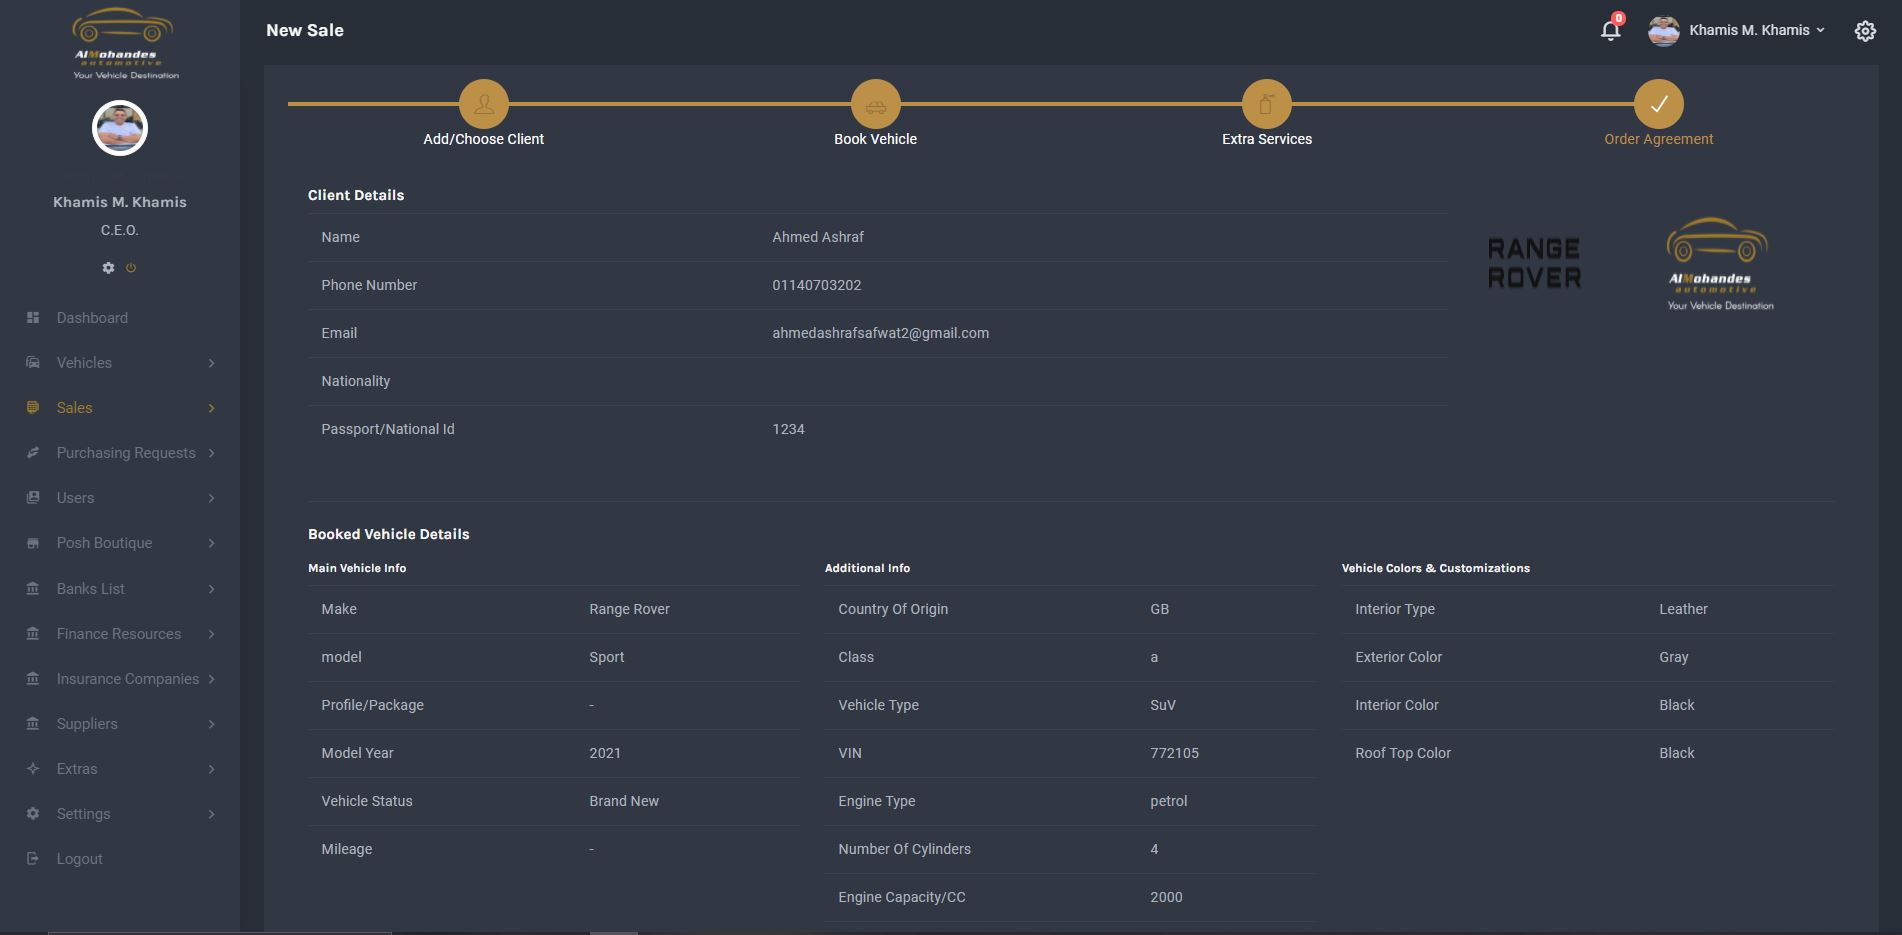 AlMohandes
automotive
Your Vehicle Destination
Khamis M. Khamis
C.E.O.
Dashboard
Vehicles
Sales
Purchasing Requests
Users
Posh Boutique
Banks List
Finance Resources
Insurance Companies
Suppliers
Extras
Settings
Logout
New Sale
0
Khamis M. Khamis
Add/Choose Client
Book Vehicle
Extra Services
Order Agreement
Client Details
Name Ahmed Ashraf
Phone Number 01140703202
Email ahmedashrafsafwat2@gmail.com
Nationality
Passport/National Id 1234
RANGE
ROVER
AlMohandes
automotive
Your Vehicle Destination
Booked Vehicle Details
Main Vehicle Info
Make Range Rover
model Sport
Profile/Package -
Model Year 2021
Vehicle Status Brand New
Mileage -
Additional Info
Country Of Origin GB
Class a
Vehicle Type SuV
VIN 772105
Engine Type petrol
Number Of Cylinders 4
Engine Capacity/CC 2000
Vehicle Colors & Customizations
Interior Type Leather
Exterior Color Gray
Interior Color Black
Roof Top Color Black